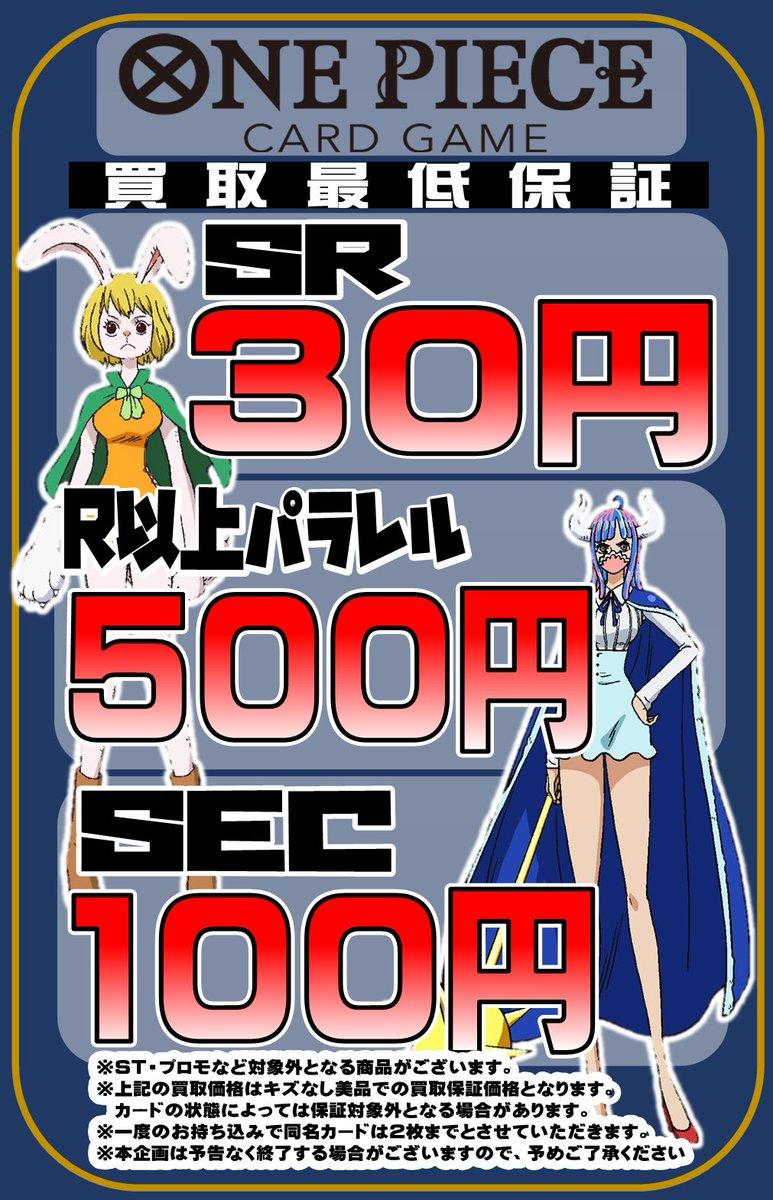 ONE PIECE
CARD GAME
買取最低保証
SR
30円
R以上パラレル
500円
SEC
100円
※ST・プロモなど対象外となる商品がございます。
※上記の買取価格はキズなし美品での買取保証価格となります。
カードの状態によっては保証対象外となる場合があります。
※一度のお持ち込みで同名カードは2枚までとさせていただきます。
※本企画は予告なく終了する場合がございますので、予めご了承ください